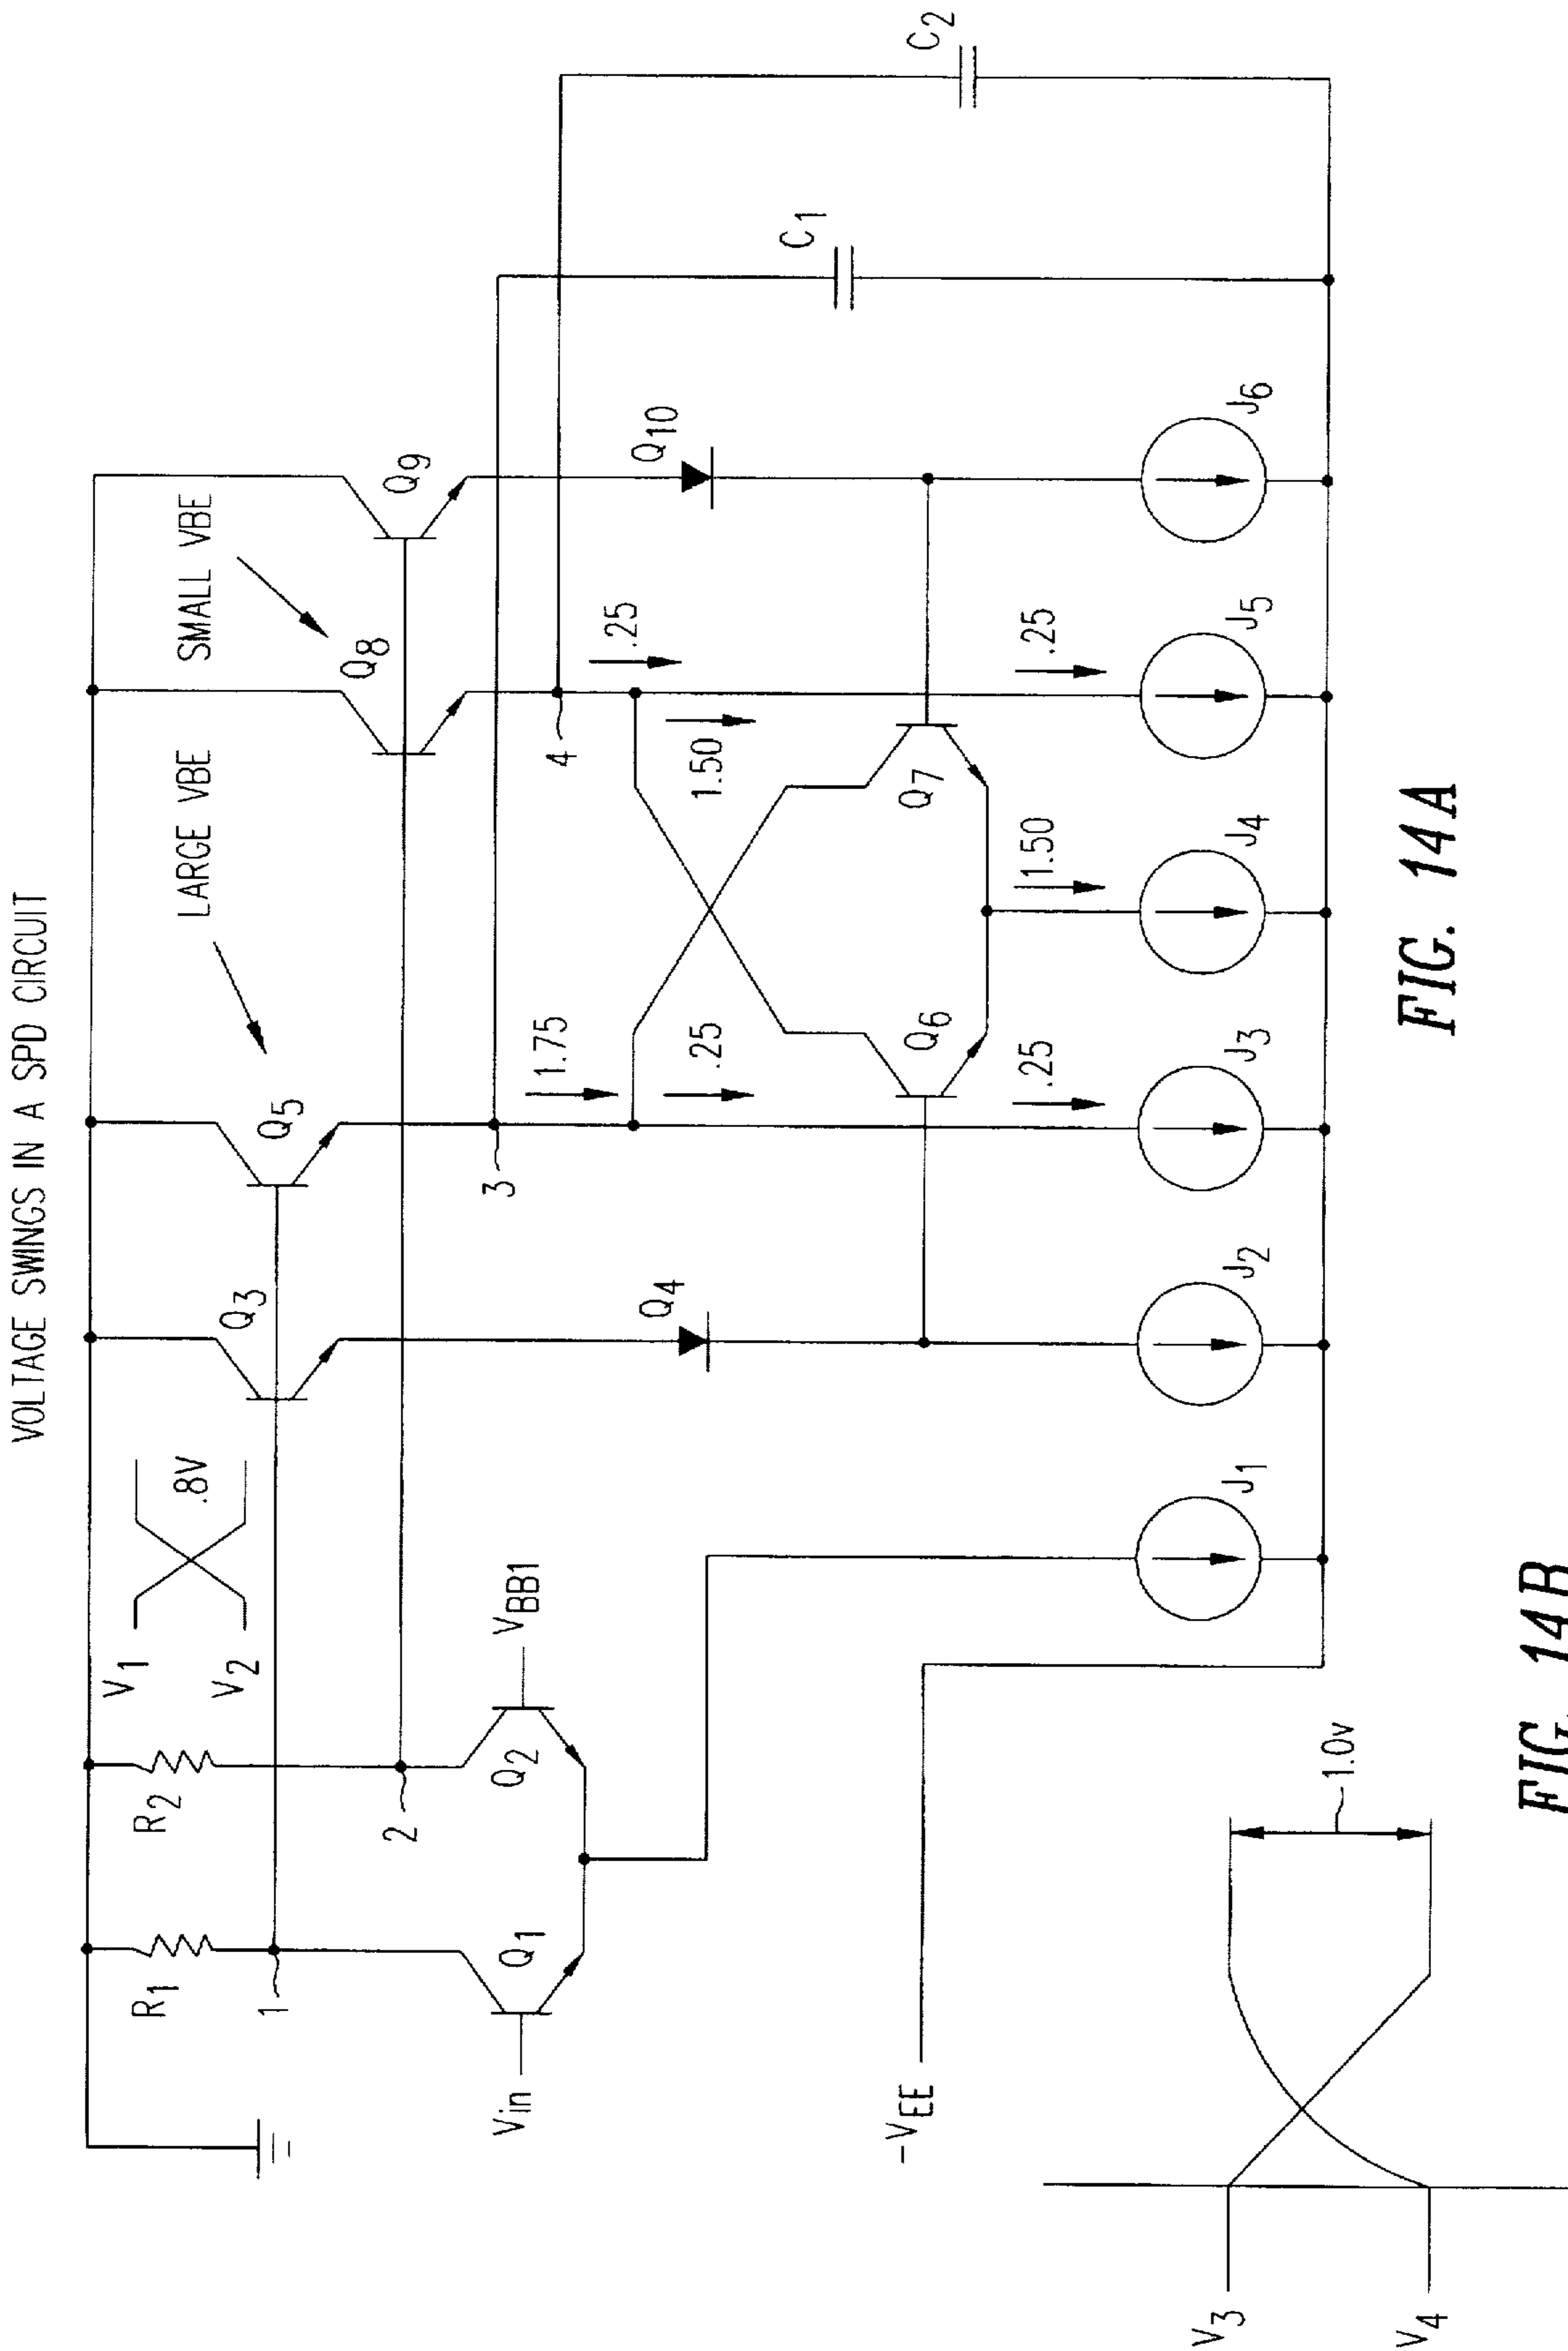 VOLTAGE SWINGS IN A SPD CIRCUIT
LARGE VBE
SMALL VBE
V1
V2
.8V
R1
R2
1
2
Q1
Q2
Vin
VBB1
Q3
Q5
Q8
Q9
Q4
Q10
3
4
1.75
.25
.25
1.50
Q6
Q7
.25
1.50
.25
J1
J2
J3
J4
J5
J6
C1
C2
-VEE
FIG. 14A
V3
V4
1.0v
FIG. 14B